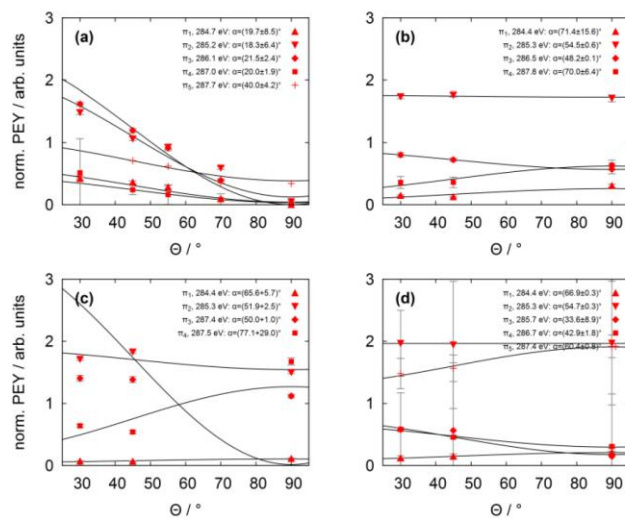 (a)
π1, 284.7 eV: α=(19.7±8.5)°
π2, 285.2 eV: α=(18.3±6.4)°
π3, 286.1 eV: α=(21.5±2.4)°
π4, 287.0 eV: α=(20.0±1.9)°
π5, 287.7 eV: α=(40.0±4.2)°
norm. PEY / arb. units
3
2
1
0
30 40 50 60 70 80 90
Θ / °
(b)
π1, 284.4 eV: α=(71.4±15.6)°
π2, 285.3 eV: α=(54.5±0.6)°
π3, 286.5 eV: α=(48.2±0.1)°
π4, 287.8 eV: α=(70.0±6.4)°
3
2
1
0
30 40 50 60 70 80 90
Θ / °
(c)
π1, 284.4 eV: α=(65.6+5.7)°
π2, 285.3 eV: α=(51.9+2.5)°
π3, 287.4 eV: α=(50.0+1.0)°
π4, 287.5 eV: α=(77.1+29.0)°
norm. PEY / arb. units
3
2
1
0
30 40 50 60 70 80 90
Θ / °
(d)
π1, 284.4 eV: α=(66.9±0.3)°
π2, 285.3 eV: α=(54.7±0.3)°
π3, 285.7 eV: α=(33.6±8.9)°
π4, 286.7 eV: α=(42.9±1.8)°
π5, 287.4 eV: α=(60.4±0.8)°
3
2
1
0
30 40 50 60 70 80 90
Θ / °